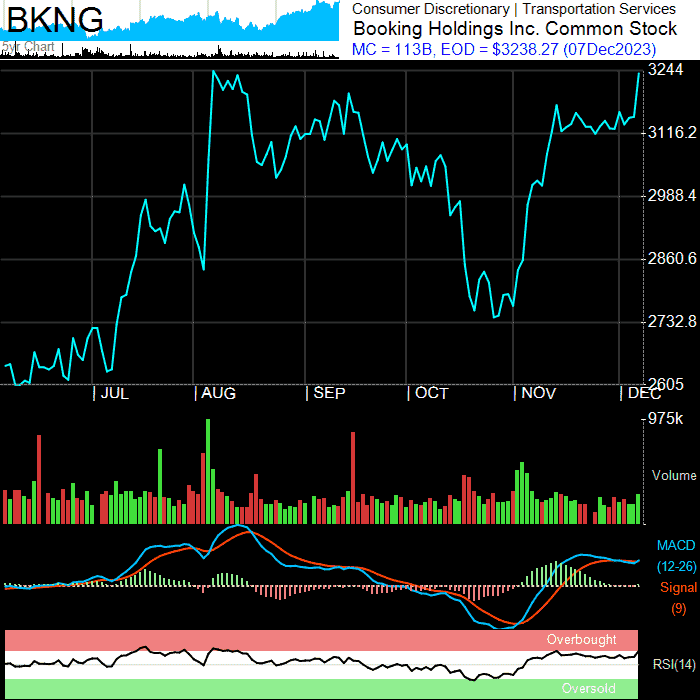 BKNG
5yr Chart
Consumer Discretionary | Transportation Services
Booking Holdings Inc. Common Stock
MC = 113B, EOD = $3238.27 (07Dec2023)
3244
3116.2
2988.4
2860.6
2732.8
2605
| JUL | AUG | SEP | OCT | NOV | DEC
975k
Volume
MACD
(12-26)
Signal
(9)
Overbought
RSI(14)
Oversold